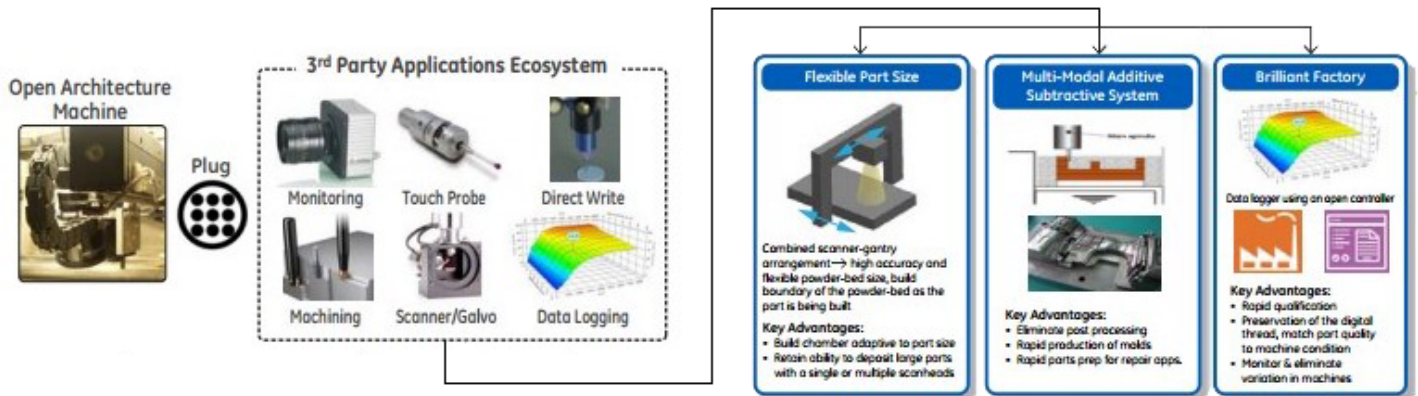 Open Architecture
Machine
Plug
3rd Party Applications Ecosystem
Monitoring
Touch Probe
Direct Write
Machining
Scanner/Galvo
Data Logging
Flexible Part Size
Combined scanner-gantry
arrangement→ high accuracy and
flexible powder-bed size, build
boundary of the powder-bed as the
part is being built
Key Advantages:
▪ Build chamber adaptive to part size
▪ Retain ability to deposit large parts
with a single or multiple scanheads
Multi-Modal Additive
Subtractive System
Key Advantages:
▪ Eliminate post processing
▪ Rapid production of molds
▪ Rapid parts prep for repair apps.
Brilliant Factory
Data logger using an open controller
Key Advantages:
▪ Rapid qualification
▪ Preservation of the digital
thread, match part quality
to machine condition
▪ Monitor & eliminate
variation in machines